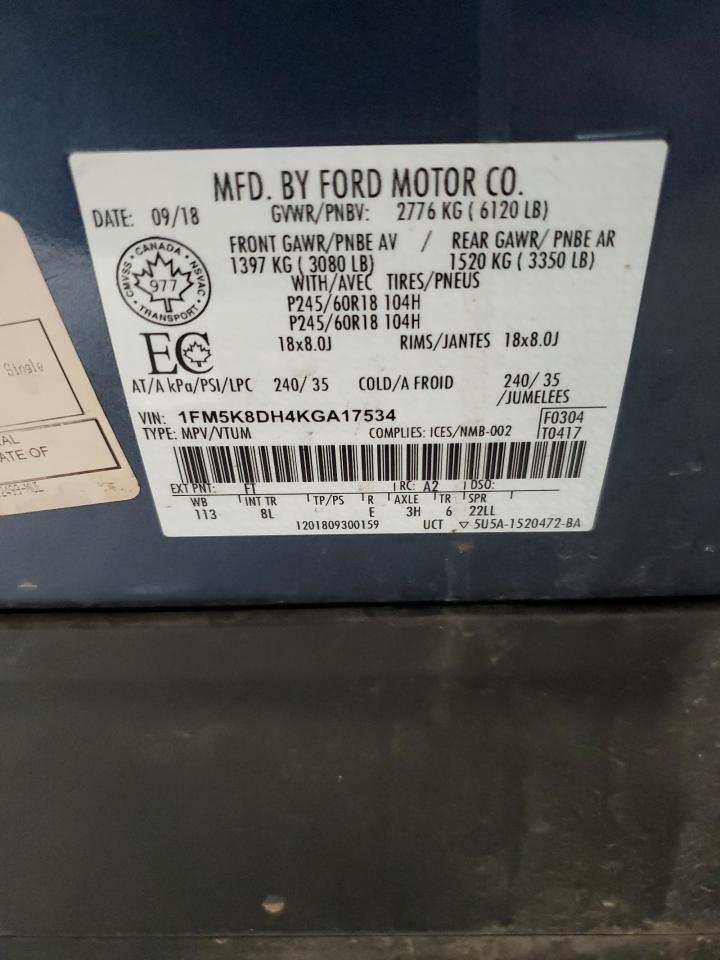 MFD. BY FORD MOTOR CO.
DATE: 09/18 GVWR/PNBV: 2776 KG ( 6120 LB)
FRONT GAWR/PNBE AV / REAR GAWR/ PNBE AR
1397 KG ( 3080 LB) 1520 KG ( 3350 LB)
WITH/AVEC TIRES/PNEUS
P245/60R18 104H
P245/60R18 104H
18x8.0J RIMS/JANTES 18x8.0J
CANADA
CMVSS 977 NSVAC
TRANSPORT
EC
AT/A kPa/PSI/LPC 240/ 35 COLD/A FROID 240/ 35
/JUMELEES
VIN: 1FM5K8DH4KGA17534 F0304
TYPE: MPV/VTUM COMPLIES: ICES/NMB-002 T0417
EXT PNT: FT RC: A2 DSO:
WB INT TR TP/PS R AXLE TR SPR
113 8L E 3H 6 22LL
1201809300159 UCT ▽ 5U5A-1520472-BA
Single
ATE OF